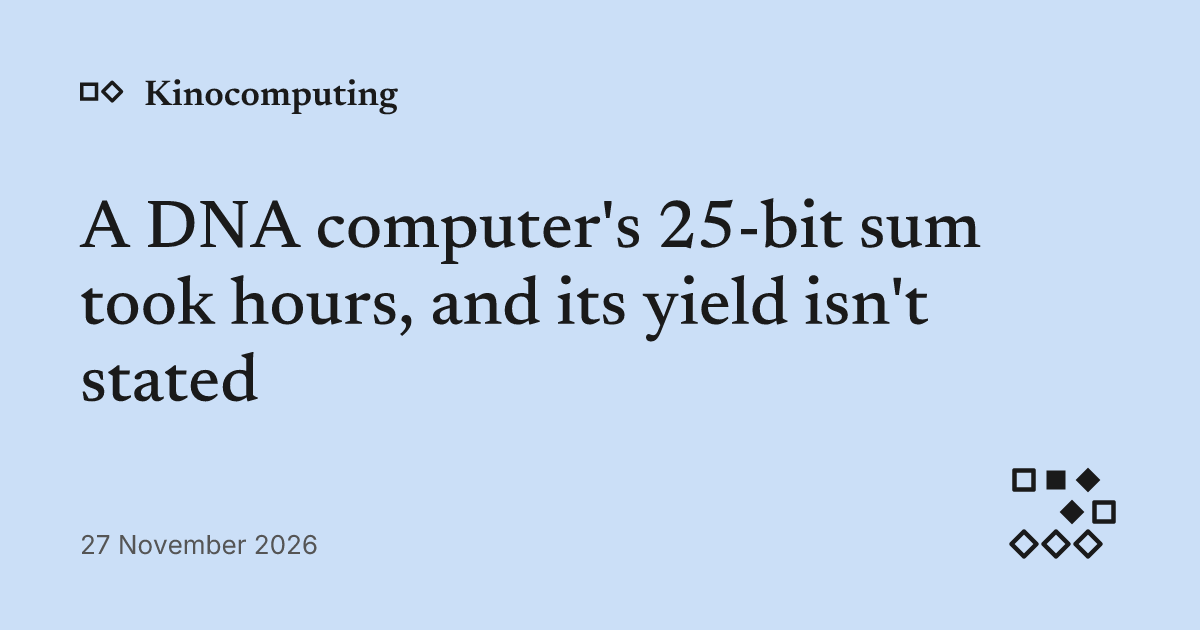 Kinocomputing
A DNA computer's 25-bit sum
took hours, and its yield isn't
stated
27 November 2026